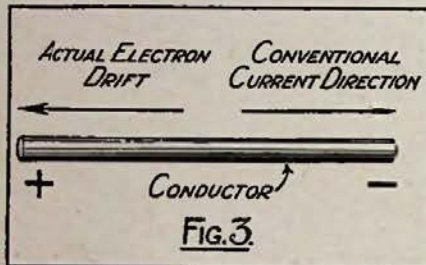 ACTUAL ELECTRON
DRIFT
CONVENTIONAL
CURRENT DIRECTION
+
−
CONDUCTOR
FIG. 3.